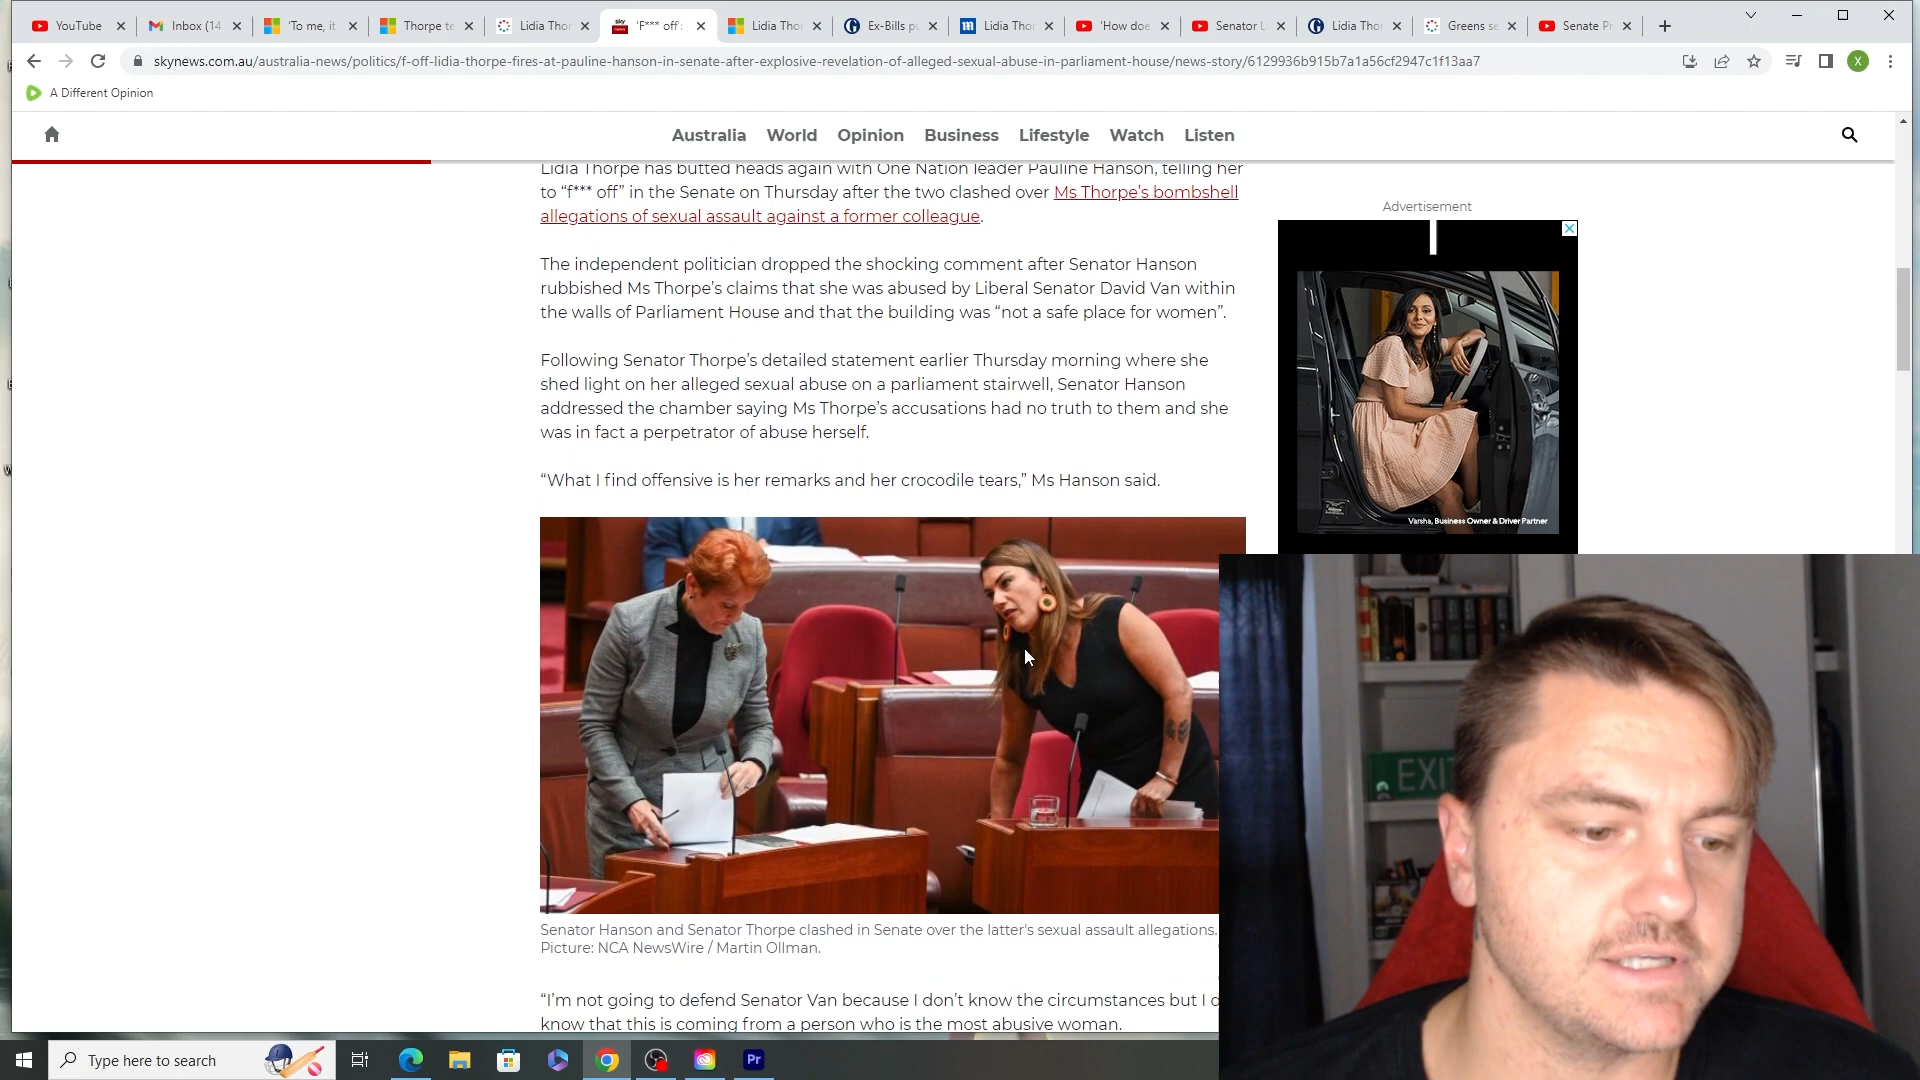 YouTube
Inbox (14
'To me, it
Thorpe te
Lidia Thor
'F*** off':
Lidia Thor
Ex-Bills pu
Lidia Thor
'How doe
Senator L
Lidia Thor
Greens se
Senate Pr
skynews.com.au/australia-news/politics/f-off-lidia-thorpe-fires-at-pauline-hanson-in-senate-after-explosive-revelation-of-alleged-sexual-abuse-in-parliament-house/news-story/6129936b915b7a1a56cf2947c1f13aa7
X
A Different Opinion
Australia World Opinion Business Lifestyle Watch Listen
Lidia Thorpe has butted heads again with One Nation leader Pauline Hanson, telling her
to “f*** off” in the Senate on Thursday after the two clashed over Ms Thorpe’s bombshell
allegations of sexual assault against a former colleague.
The independent politician dropped the shocking comment after Senator Hanson
rubbished Ms Thorpe’s claims that she was abused by Liberal Senator David Van within
the walls of Parliament House and that the building was “not a safe place for women”.
Following Senator Thorpe’s detailed statement earlier Thursday morning where she
shed light on her alleged sexual abuse on a parliament stairwell, Senator Hanson
addressed the chamber saying Ms Thorpe’s accusations had no truth to them and she
was in fact a perpetrator of abuse herself.
“What I find offensive is her remarks and her crocodile tears,” Ms Hanson said.
Advertisement
Varsha, Business Owner & Driver Partner
Senator Hanson and Senator Thorpe clashed in Senate over the latter's sexual assault allegations.
Picture: NCA NewsWire / Martin Ollman.
“I’m not going to defend Senator Van because I don’t know the circumstances but I d
know that this is coming from a person who is the most abusive woman.
EXIT
Type here to search
Pr